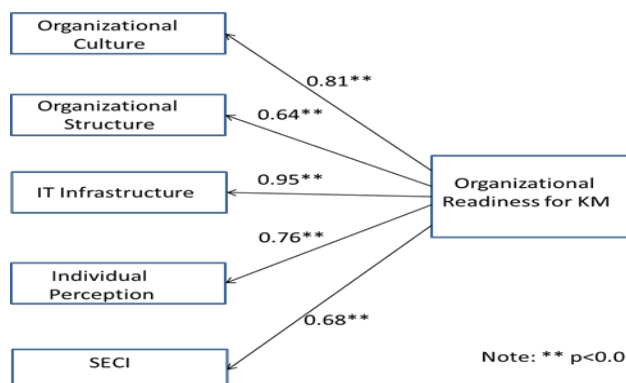 Organizational
Culture
0.81**
Organizational
Structure
0.64**
IT Infrastructure
0.95**
Organizational
Readiness for KM
0.76**
Individual
Perception
0.68**
SECI
Note: ** p<0.0